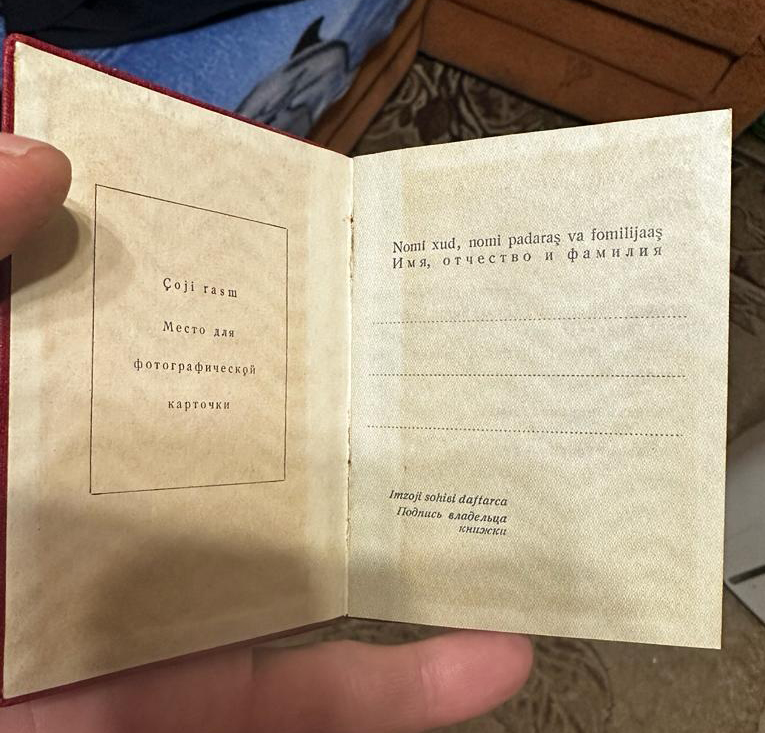 Çoji rasm
Место для
фотографической
карточки
Nomi xud, nomi padaraş va fomilijaaş
Имя, отчество и фамилия
Imzoji sohiʙi daftarca
Подпись владельца
книжки